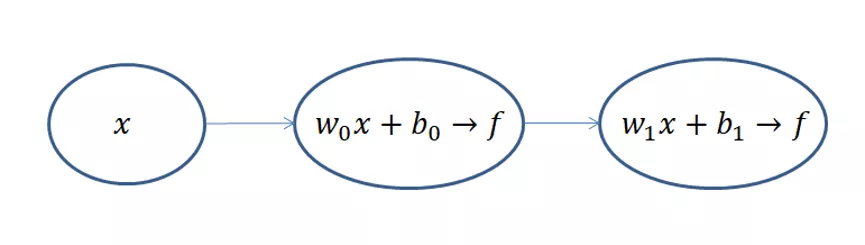 x
w₀x + b₀ → f
w₁x + b₁ → f